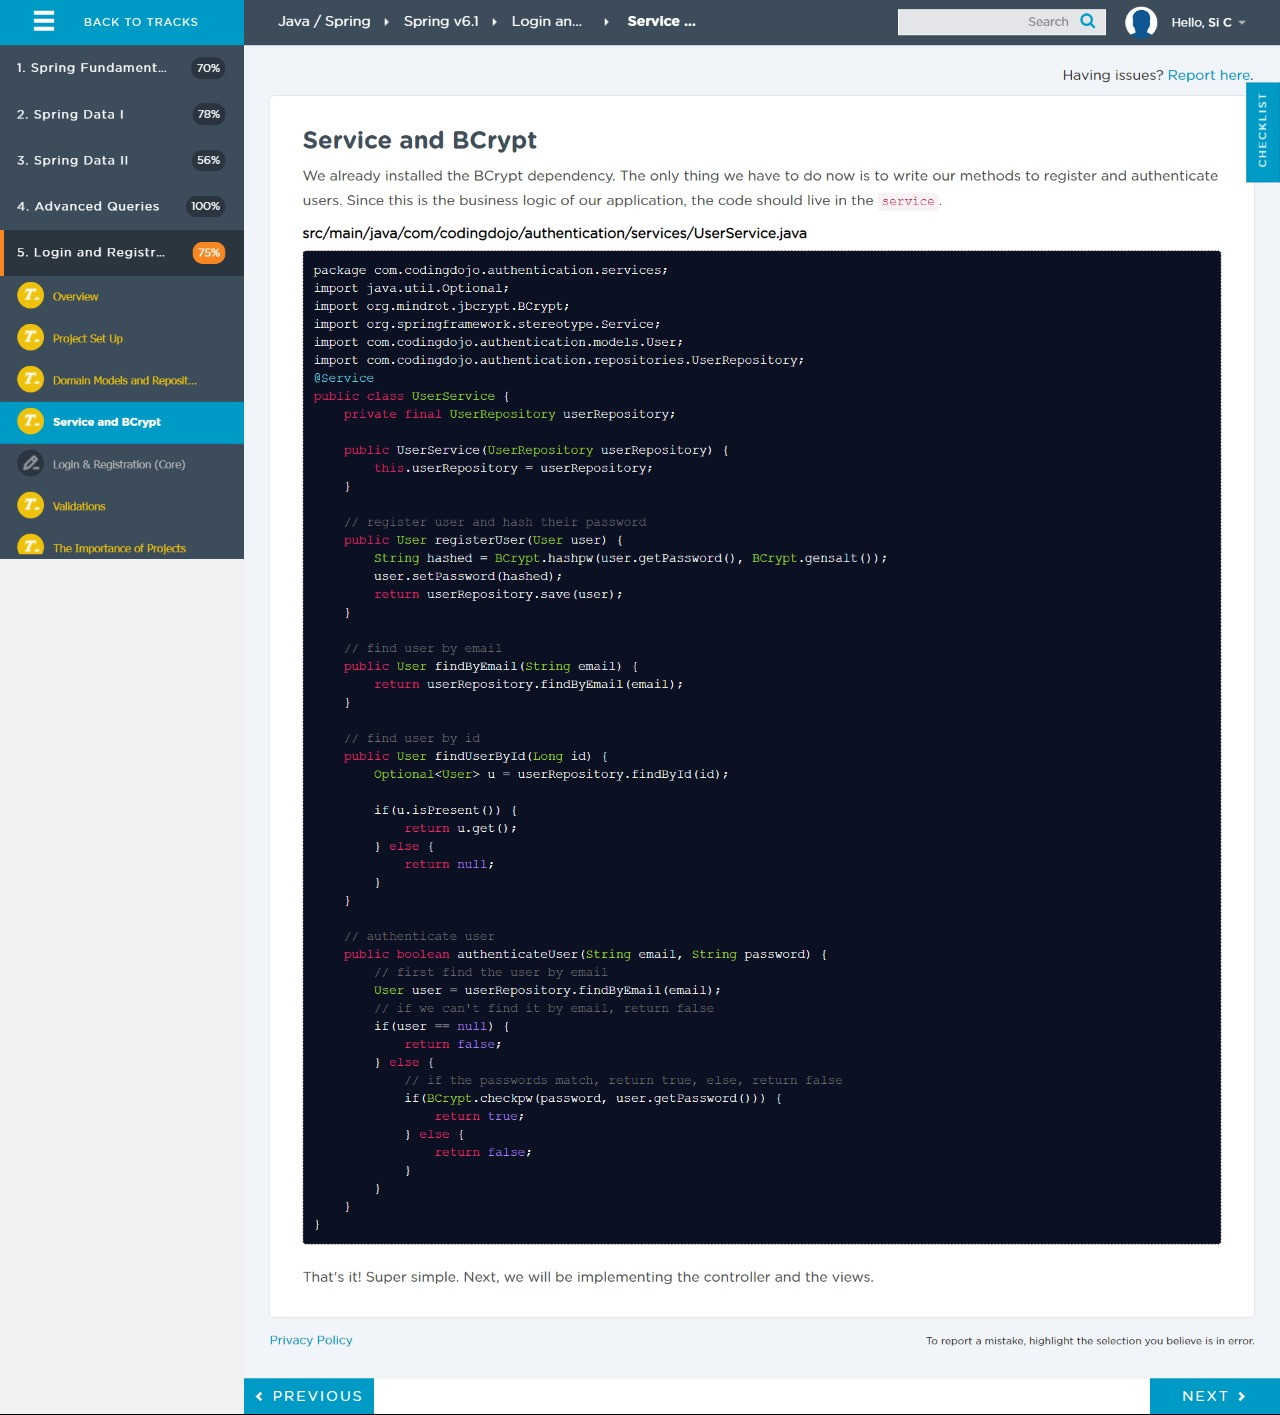 BACK TO TRACKS
Java / Spring
Spring v6.1
Login an...
Service ...
Search
Hello, Si C
1. Spring Fundament... 70%
2. Spring Data I 78%
3. Spring Data II 56%
4. Advanced Queries 100%
5. Login and Registr... 75%
T. Overview
T. Project Set Up
T. Domain Models and Reposit...
T. Service and BCrypt
Login & Registration (Core)
T. Validations
T. The Importance of Projects
Having issues? Report here.
CHECKLIST
Service and BCrypt
We already installed the BCrypt dependency. The only thing we have to do now is to write our methods to register and authenticate
users. Since this is the business logic of our application, the code should live in the service.
src/main/java/com/codingdojo/authentication/services/UserService.java
package com.codingdojo.authentication.services;
import java.util.Optional;
import org.mindrot.jbcrypt.BCrypt;
import org.springframework.stereotype.Service;
import com.codingdojo.authentication.models.User;
import com.codingdojo.authentication.repositories.UserRepository;
@Service
public class UserService {
    private final UserRepository userRepository;
    public UserService(UserRepository userRepository) {
        this.userRepository = userRepository;
    }
    // register user and hash their password
    public User registerUser(User user) {
        String hashed = BCrypt.hashpw(user.getPassword(), BCrypt.gensalt());
        user.setPassword(hashed);
        return userRepository.save(user);
    }
    // find user by email
    public User findByEmail(String email) {
        return userRepository.findByEmail(email);
    }
    // find user by id
    public User findUserById(Long id) {
        Optional<User> u = userRepository.findById(id);
        if(u.isPresent()) {
            return u.get();
        } else {
            return null;
        }
    }
    // authenticate user
    public boolean authenticateUser(String email, String password) {
        // first find the user by email
        User user = userRepository.findByEmail(email);
        // if we can't find it by email, return false
        if(user == null) {
            return false;
        } else {
            // if the passwords match, return true, else, return false
            if(BCrypt.checkpw(password, user.getPassword())) {
                return true;
            } else {
                return false;
            }
        }
    }
}
That's it! Super simple. Next, we will be implementing the controller and the views.
Privacy Policy
To report a mistake, highlight the selection you believe is in error.
PREVIOUS
NEXT